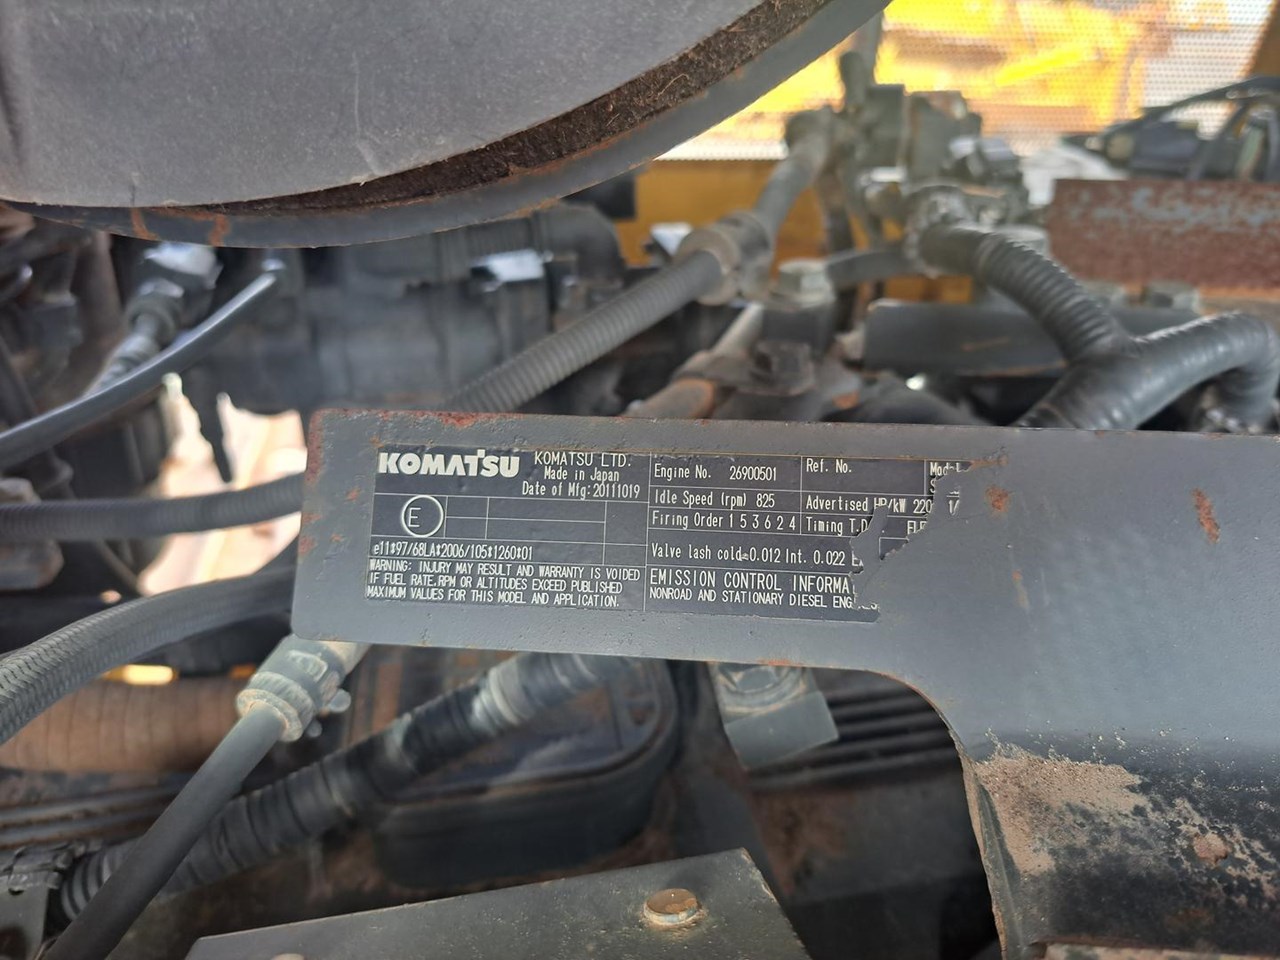 KOMATSU KOMATSU LTD.
Made in Japan
Date of Mfg:20111019
E
e11*97/68LA*2006/105*1260*01
WARNING: INJURY MAY RESULT AND WARRANTY IS VOIDED
IF FUEL RATE.RPM OR ALTITUDES EXCEED PUBLISHED
MAXIMUM VALUES FOR THIS MODEL AND APPLICATION.
Engine No. 26900501
Ref. No.
Idle Speed (rpm) 825
Advertised HP/kW 220
Firing Order 1 5 3 6 2 4
Timing T.D
Valve lash cold=0.012 Int. 0.022
EMISSION CONTROL INFORMA
NONROAD AND STATIONARY DIESEL ENG